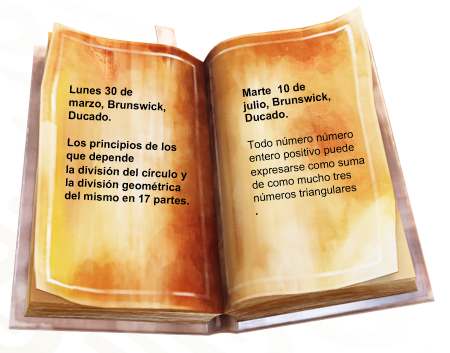 Lunes 30 de
marzo, Brunswick,
Ducado.
Los principios de los
que depende
la división del círculo y
la división geométrica
del mismo en 17 partes.
Marte 10 de
julio, Brunswick,
Ducado.
Todo número número
entero positivo puede
expresarse como suma
de como mucho tres
números triangulares
.